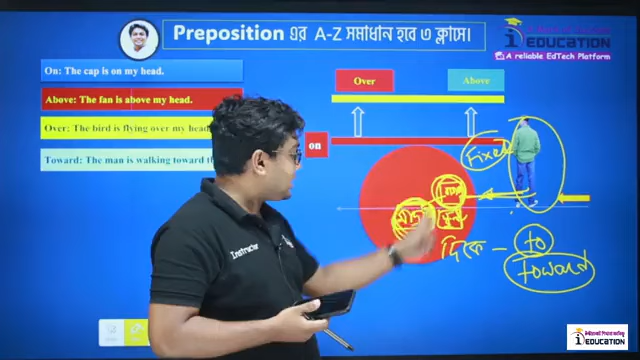 Preposition এর A-Z সমাধান হবে ৩ ক্লাসে।
EDUCATION
A reliable EdTech Platform
On: The cap is on my head.
Above: The fan is above my head.
Over: The bird is flying over my head
Toward: The man is walking toward
Over
Above
on
Fixed
দিকে - to
toward
Instructor
EDUCATION